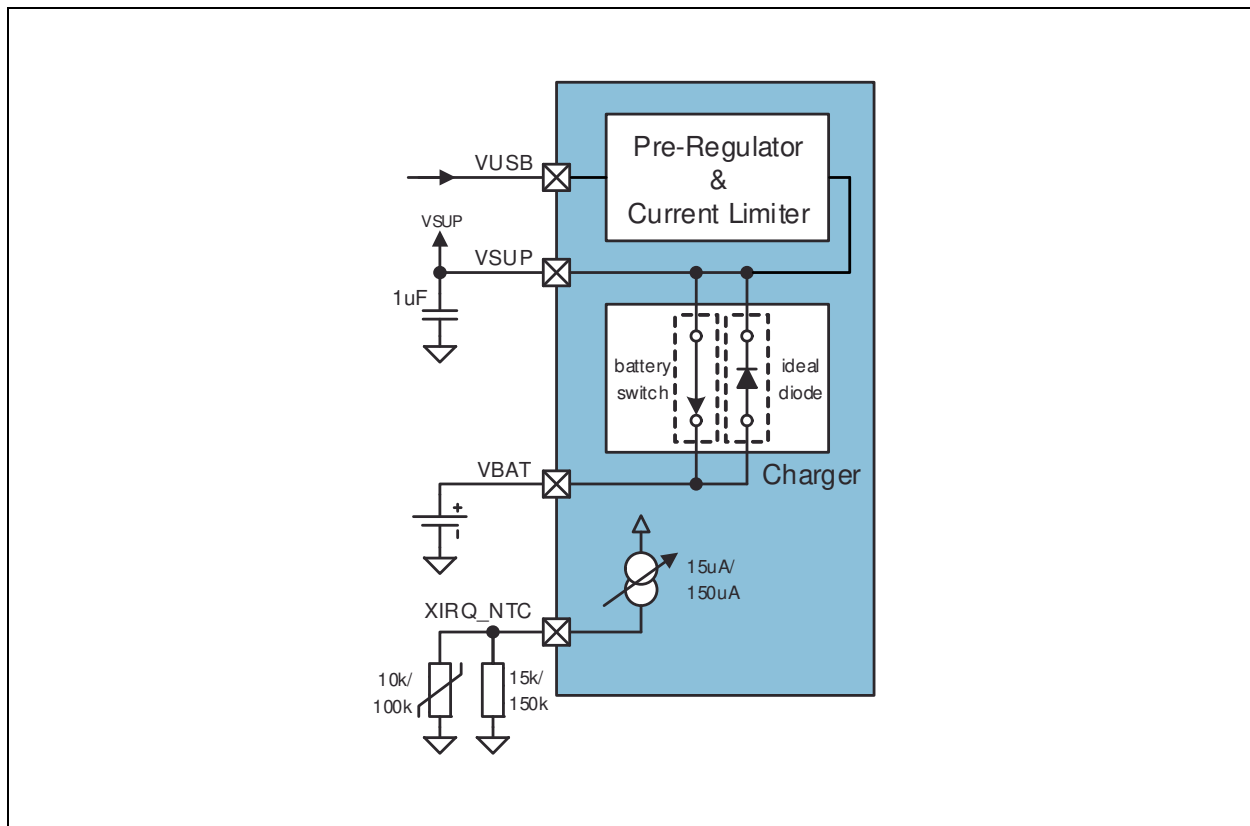 Pre-Regulator
&
Current Limiter
VUSB
VSUP
VSUP
1uF
battery
switch
ideal
diode
VBAT
Charger
+
-
15uA/
150uA
XIRQ_NTC
10k/
100k
15k/
150k